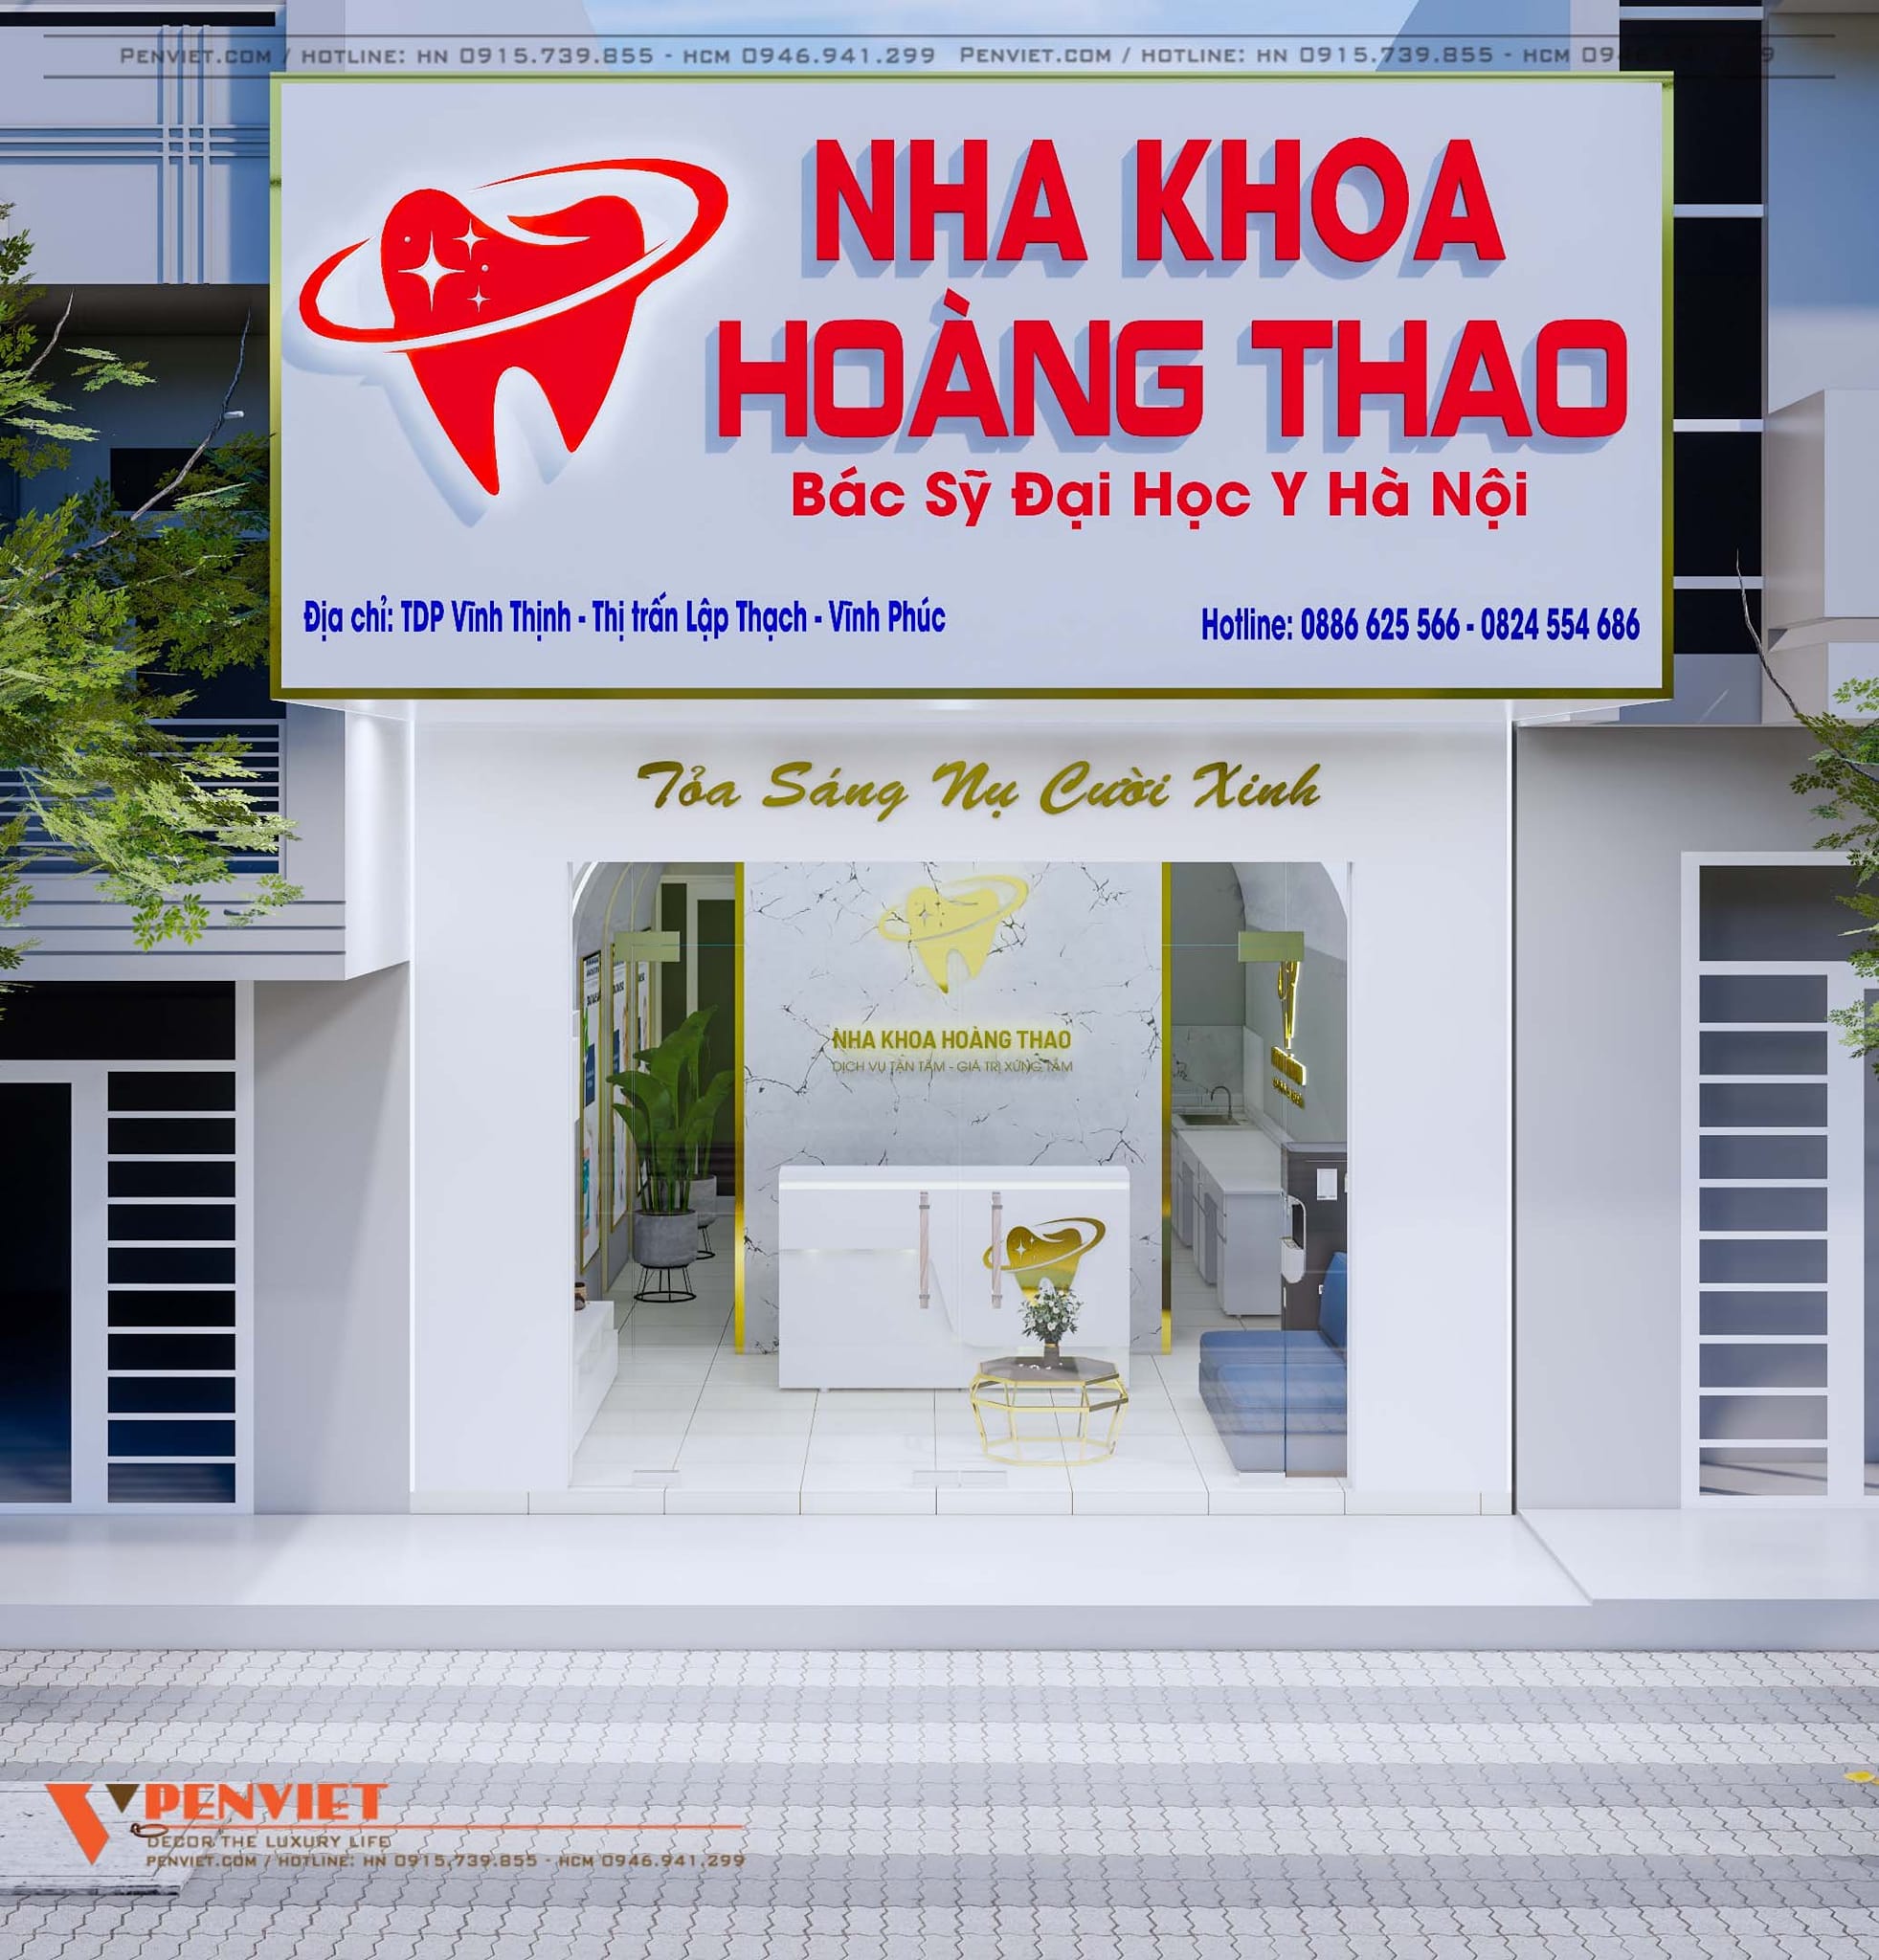 PENVIET.COM / HOTLINE: HN 0915.739.855 - HCM 0946.941.299 PENVIET.COM / HOTLINE: HN 0915.739.855 - HCM
NHA KHOA
HOÀNG THAO
Bác Sỹ Đại Học Y Hà Nội
Địa chỉ: TDP Vĩnh Thịnh - Thị trấn Lập Thạch - Vĩnh Phúc
Hotline: 0886 625 566 - 0824 554 686
Tỏa Sáng Nụ Cười Xinh
NHA KHOA HOÀNG THAO
DỊCH VỤ TẬN TÂM - GIÁ TRỊ XỨNG TẦM
PENVIET
DECOR THE LUXURY LIFE
PENVIET.COM / HOTLINE: HN 0915.739.855 - HCM 0946.941.299